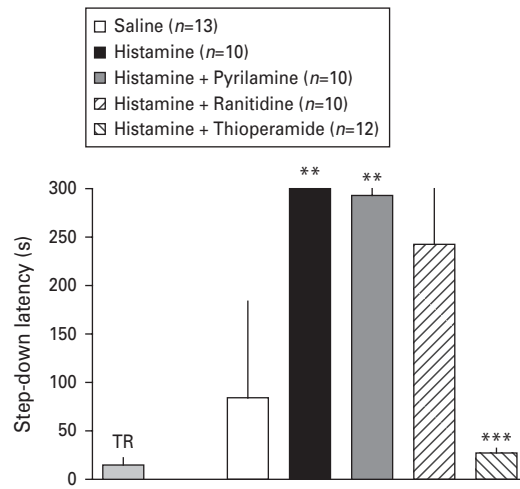 Saline (n=13)
Histamine (n=10)
Histamine + Pyrilamine (n=10)
Histamine + Ranitidine (n=10)
Histamine + Thioperamide (n=12)
Step-down latency (s)
300
250
200
150
100
50
0
TR
**
**
***